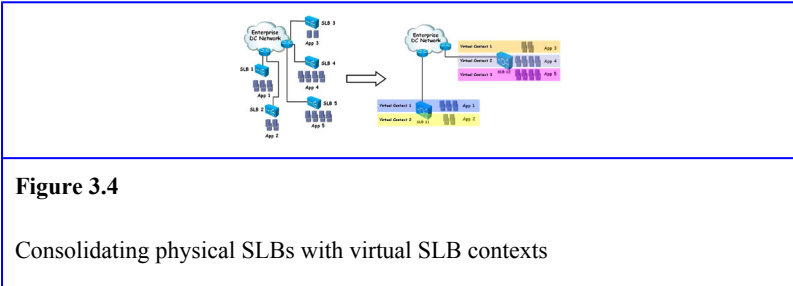 Enterprise
DC Network
SLB 3
App 3
SLB 1
App 1
SLB 4
App 4
SLB 2
App 2
SLB 5
App 5
Enterprise
DC Network
Virtual Context 1
App 3
Virtual Context 2
App 4
Virtual Context 3
App 5
Virtual Context 1
App 1
Virtual Context 2
SLB 11
App 2
Figure 3.4
Consolidating physical SLBs with virtual SLB contexts